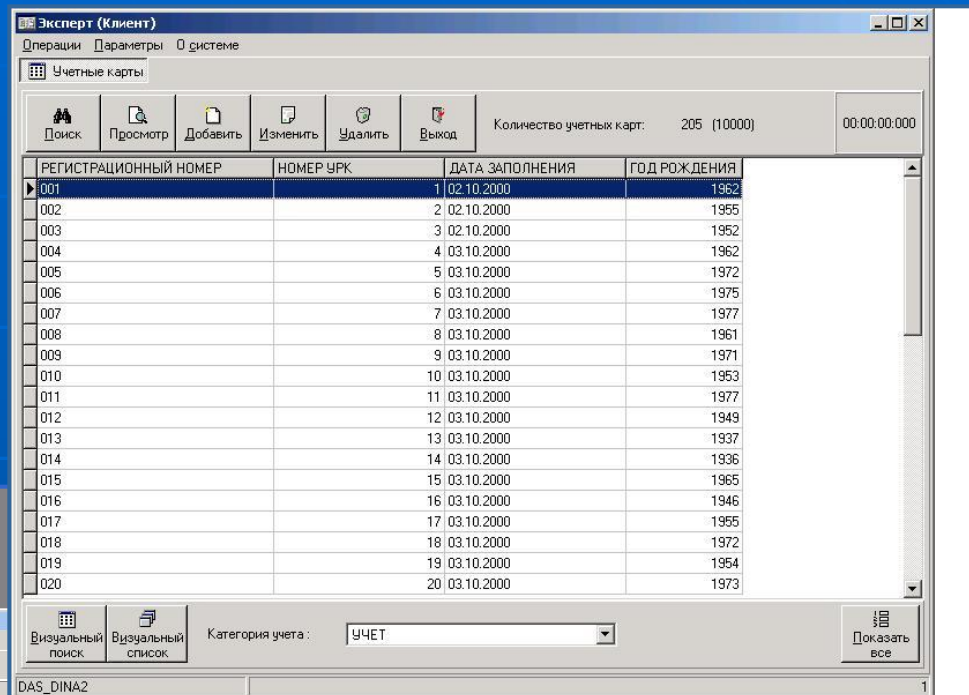 Эксперт (Клиент)
Операции Параметры О системе
Учетные карты
Поиск Просмотр Добавить Изменить Удалить Выход Количество учетных карт: 205 (10000) 00:00:00:000
РЕГИСТРАЦИОННЫЙ НОМЕР НОМЕР УРК ДАТА ЗАПОЛНЕНИЯ ГОД РОЖДЕНИЯ
001 1 02.10.2000 1962
002 2 02.10.2000 1955
003 3 02.10.2000 1952
004 4 03.10.2000 1962
005 5 03.10.2000 1972
006 6 03.10.2000 1975
007 7 03.10.2000 1977
008 8 03.10.2000 1961
009 9 03.10.2000 1971
010 10 03.10.2000 1953
011 11 03.10.2000 1977
012 12 03.10.2000 1949
013 13 03.10.2000 1937
014 14 03.10.2000 1936
015 15 03.10.2000 1965
016 16 03.10.2000 1946
017 17 03.10.2000 1955
018 18 03.10.2000 1972
019 19 03.10.2000 1954
020 20 03.10.2000 1973
Визуальный поиск Визуальный список Категория учета : УЧЕТ Показать все
DAS_DINA2 1